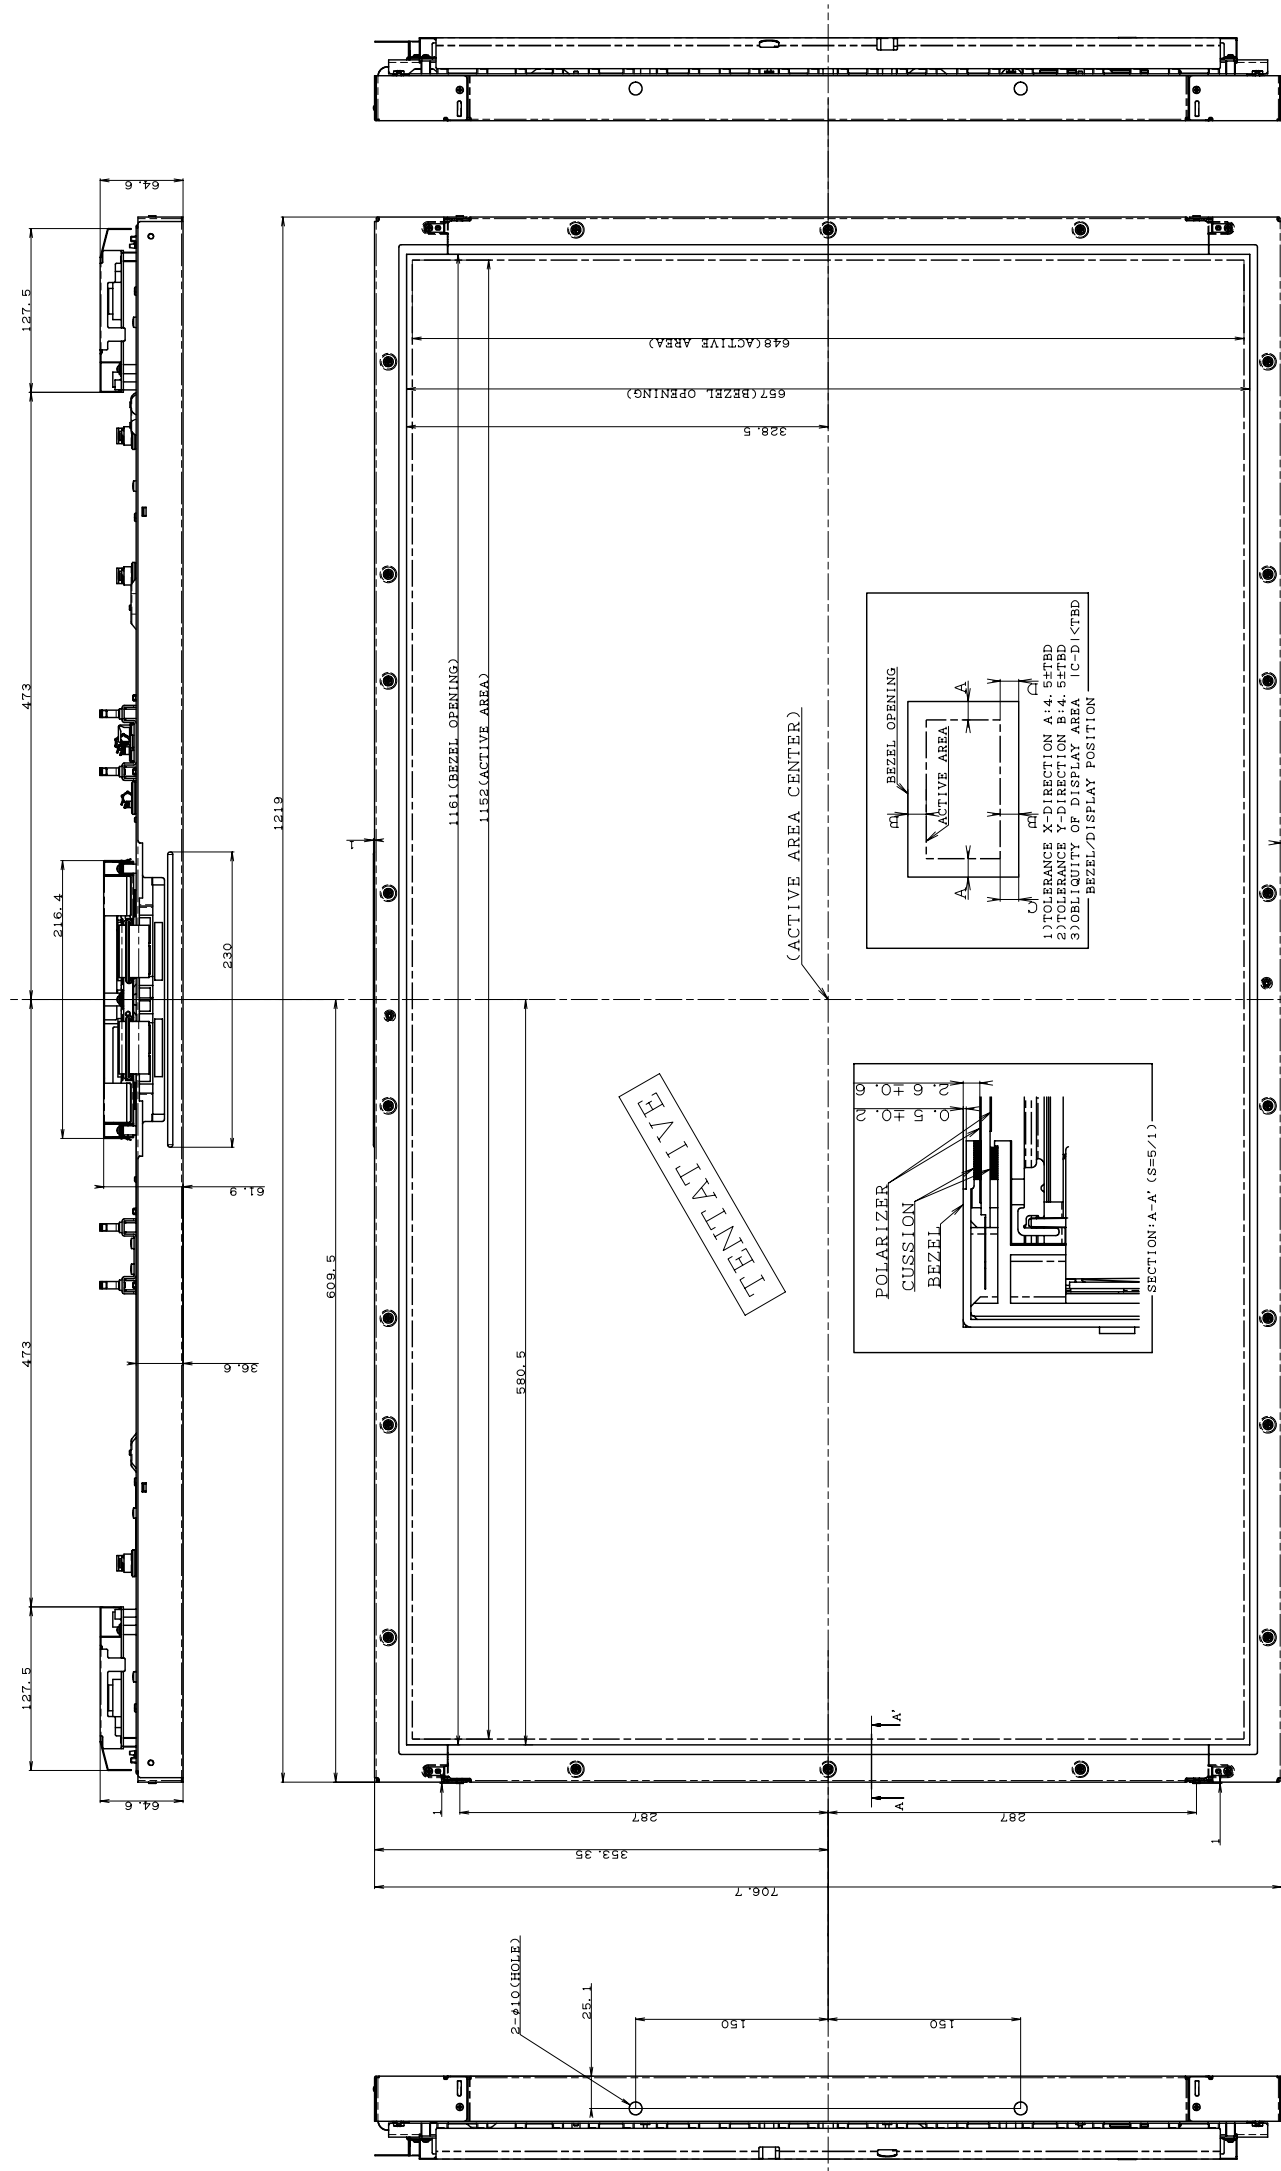 64.6
127.5
473
216.4
230
61.9
473
36.6
127.5
64.6
1219
609.5
1
1161(BEZEL OPENING)
1152(ACTIVE AREA)
580.5
648(ACTIVE AREA)
657(BEZEL OPENING)
328.5
(ACTIVE AREA CENTER)
TENTATIVE
BEZEL OPENING
ACTIVE AREA
A
A
B
B
C
D
1)TOLERANCE X-DIRECTION A:4.5±TBD
2)TOLERANCE Y-DIRECTION B:4.5±TBD
3)OBLIQUITY OF DISPLAY AREA |C-D|<TBD
BEZEL/DISPLAY POSITION
POLARIZER
CUSSION
BEZEL
2.6 ±0.6
0.5 ±0.2
SECTION:A-A' (S=5/1)
A'
A
1
287
287
1
353.35
706.7
2-φ10(HOLE)
25.1
150
150